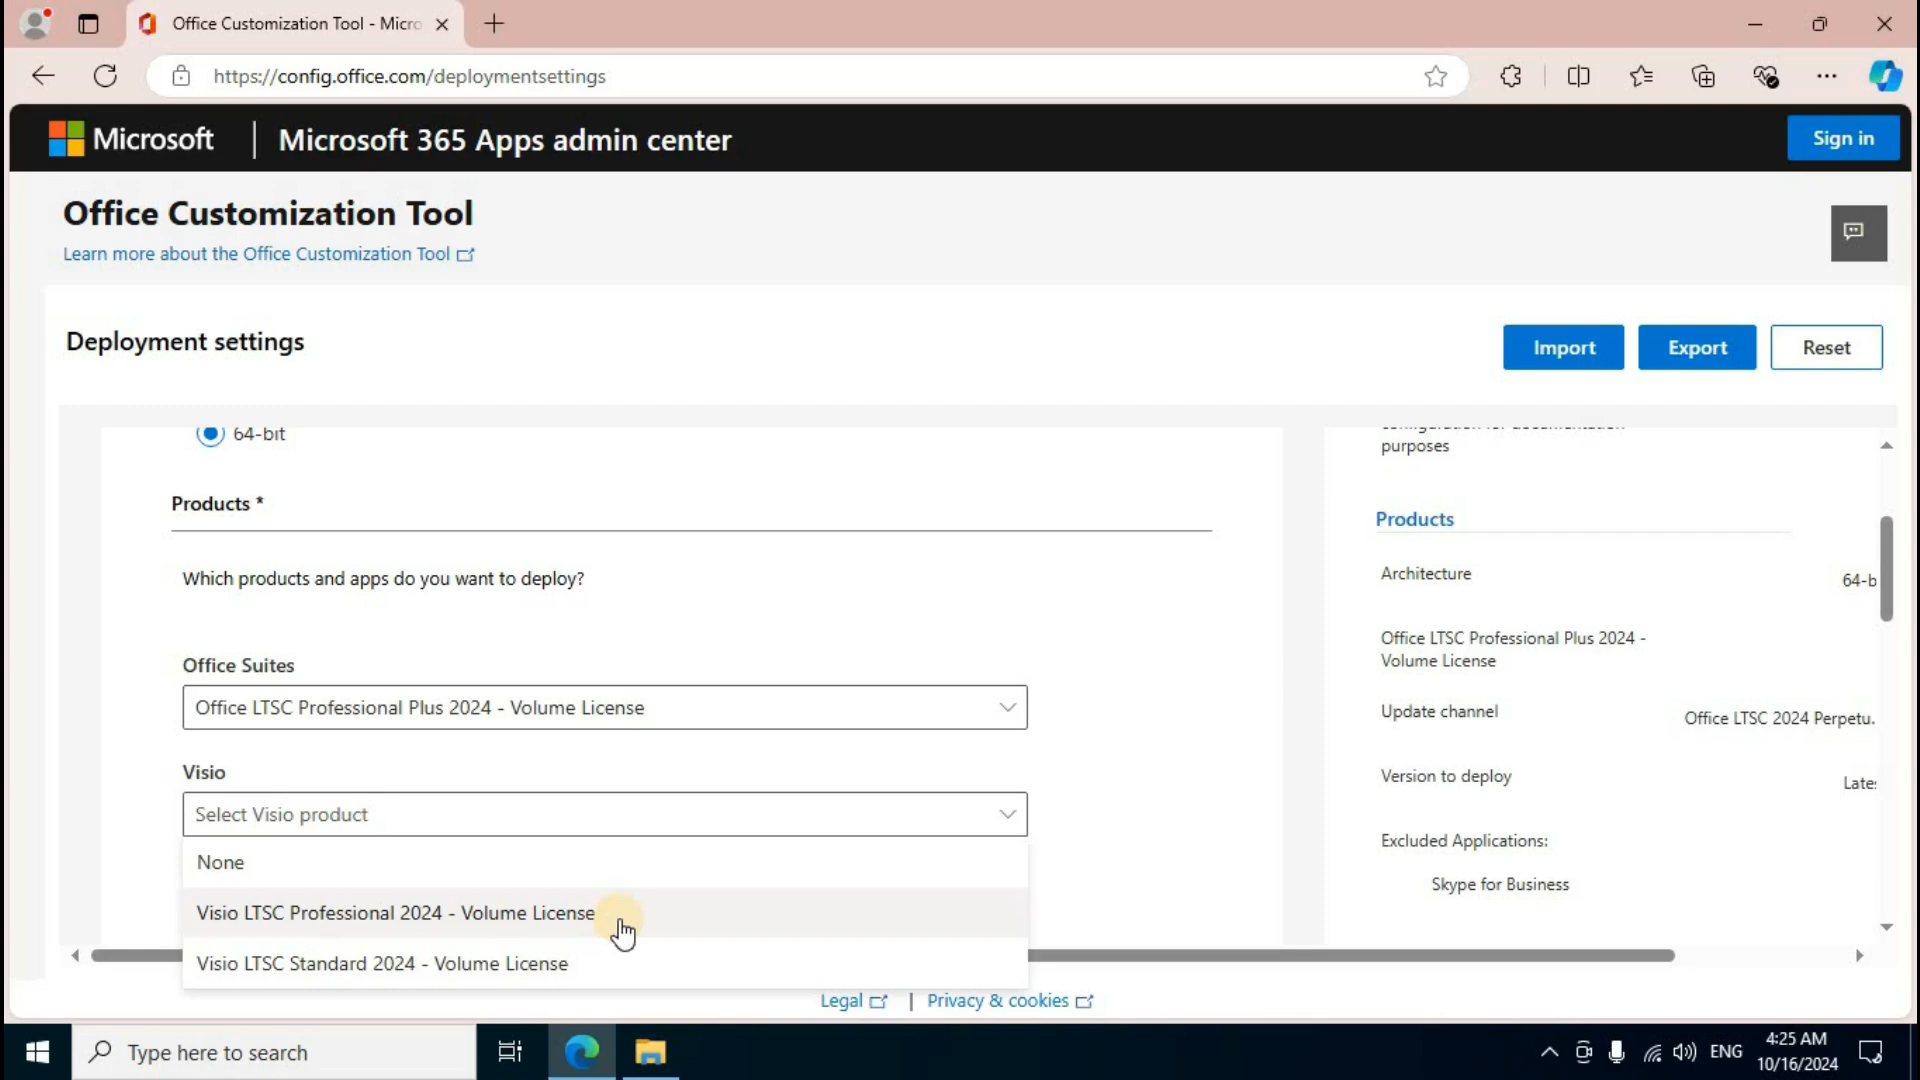 Office Customization Tool - Micro
https://config.office.com/deploymentsettings
Microsoft
Microsoft 365 Apps admin center
Sign in
Office Customization Tool
Learn more about the Office Customization Tool
Deployment settings
Import
Export
Reset
64-bit
Products *
Which products and apps do you want to deploy?
Office Suites
Office LTSC Professional Plus 2024 - Volume License
Visio
Select Visio product
None
Visio LTSC Professional 2024 - Volume License
Visio LTSC Standard 2024 - Volume License
purposes
Products
Architecture
64-b
Office LTSC Professional Plus 2024 -
Volume License
Update channel
Office LTSC 2024 Perpetu.
Version to deploy
Late
Excluded Applications:
Skype for Business
Legal
|
Privacy & cookies
Type here to search
ENG
4:25 AM
10/16/2024